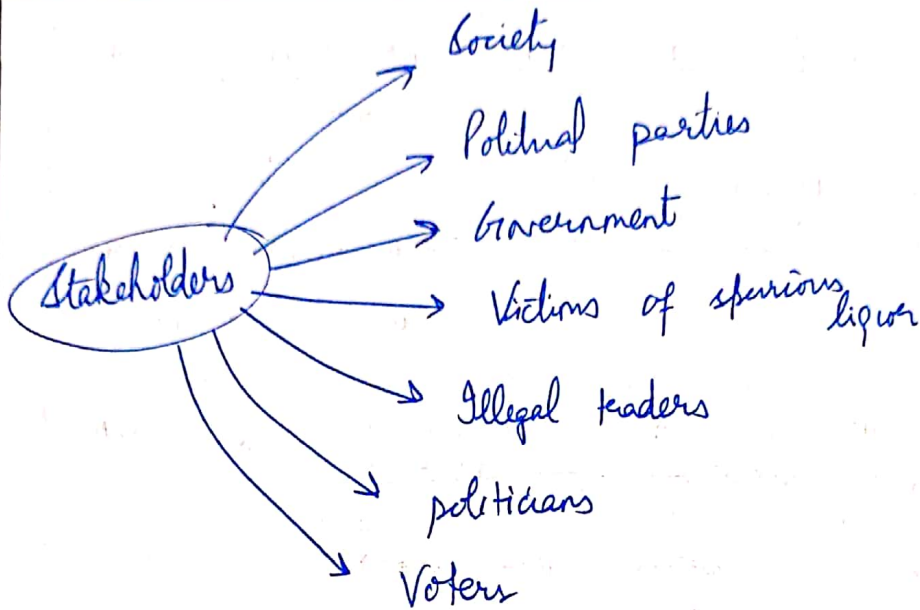 Society
Political parties
Government
Stakeholders
Victims of spurious liquor
Illegal traders
politicians
Voters